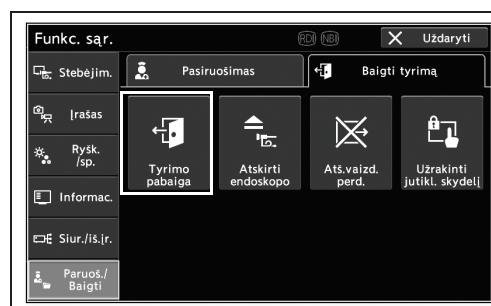 Funkc. sąr.
RDI NBI
Uždaryti
Stebėjim.
Pasiruošimas
Baigti tyrimą
Įrašas
Ryšk.
/sp.
Informac.
Siur./iš.įr.
Paruoš./
Baigti
Tyrimo
pabaiga
Atskirti
endoskopo
Atš.vaizd.
perd.
Užrakinti
jutikl. skydelį